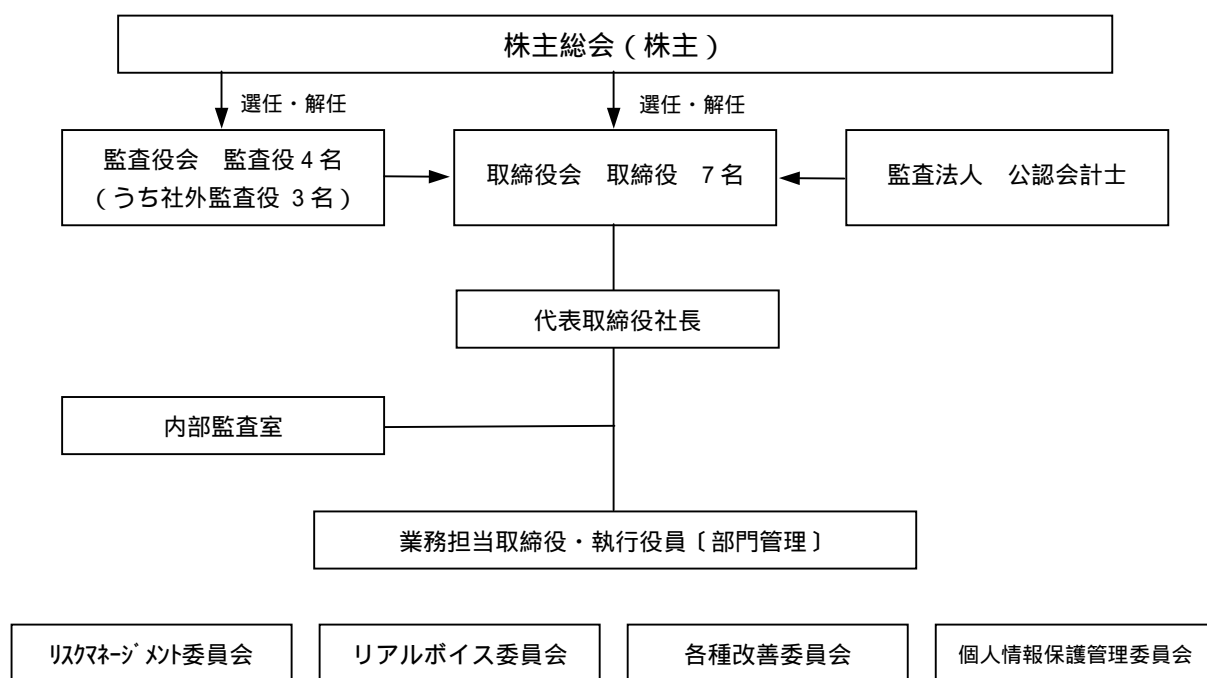 株主総会（株主）
選任・解任
選任・解任
監査役会　監査役 4 名
（うち社外監査役 3 名）
取締役会　取締役　7 名
監査法人　公認会計士
代表取締役社長
内部監査室
業務担当取締役・執行役員〔部門管理〕
ﾘｽｸﾏﾈｰｼﾞﾒﾝﾄ委員会
リアルボイス委員会
各種改善委員会
個人情報保護管理委員会